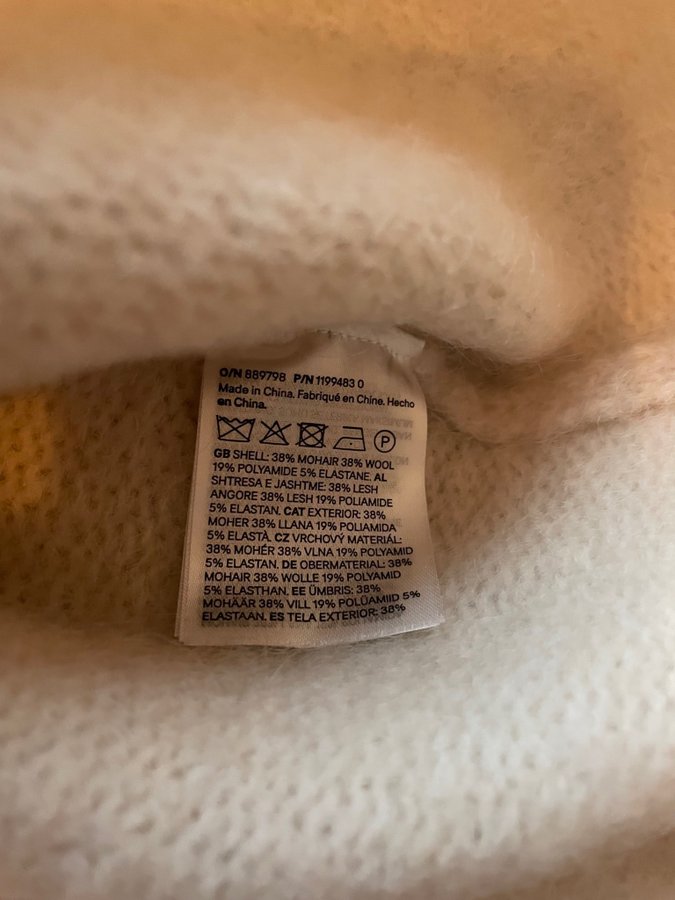 O/N 889798 P/N 1199483 0
Made in China. Fabriqué en Chine. Hecho
en China.
P
GB SHELL: 38% MOHAIR 38% WOOL
19% POLYAMIDE 5% ELASTANE. AL
SHTRESA E JASHTME: 38% LESH
ANGORE 38% LESH 19% POLIAMIDE
5% ELASTAN. CAT EXTERIOR: 38%
MOHER 38% LLANA 19% POLIAMIDA
5% ELASTÀ. CZ VRCHOVÝ MATERIÁL:
38% MOHÉR 38% VLNA 19% POLYAMID
5% ELASTAN. DE OBERMATERIAL: 38%
MOHAIR 38% WOLLE 19% POLYAMID
5% ELASTHAN. EE ÜMBRIS: 38%
MOHÄÄR 38% VILL 19% POLÜAMIID 5%
ELASTAAN. ES TELA EXTERIOR: 38%